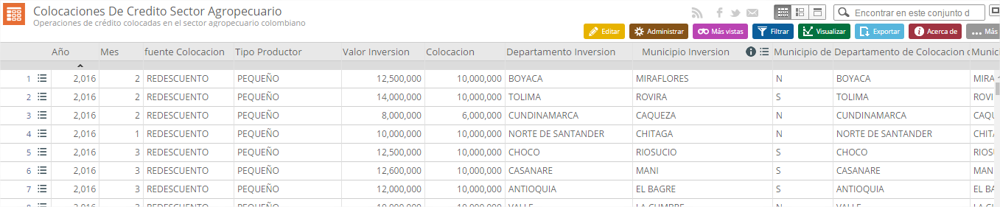 Colocaciones De Credito Sector Agropecuario
Operaciones de crédito colocadas en el sector agropecuario colombiano
Encontrar en este conjunto d
Editar Administrar Más vistas Filtrar Visualizar Exportar Acerca de Más
Año Mes fuente Colocacion Tipo Productor Valor Inversion Colocacion Departamento Inversion Municipio Inversion Municipio de Departamento de Colocacion d Munic
1 2,016 2 REDESCUENTO PEQUEÑO 12,500,000 10,000,000 BOYACA MIRAFLORES N BOYACA MIRA
2 2,016 2 REDESCUENTO PEQUEÑO 14,000,000 10,000,000 TOLIMA ROVIRA S TOLIMA ROVI
3 2,016 2 REDESCUENTO PEQUEÑO 8,000,000 6,000,000 CUNDINAMARCA CAQUEZA N CUNDINAMARCA CAQU
4 2,016 1 REDESCUENTO PEQUEÑO 10,000,000 10,000,000 NORTE DE SANTANDER CHITAGA N NORTE DE SANTANDER CHIT
5 2,016 3 REDESCUENTO PEQUEÑO 12,500,000 10,000,000 CHOCO RIOSUCIO S CHOCO RIOS
6 2,016 3 REDESCUENTO PEQUEÑO 12,600,000 10,000,000 CASANARE MANI S CASANARE MANI
7 2,016 3 REDESCUENTO PEQUEÑO 12,000,000 10,000,000 ANTIOQUIA EL BAGRE S ANTIOQUIA EL BA
8 2,016 3 REDESCUENTO PEQUEÑO 10,000,000 10,000,000 VALLE LA CUMBRE N VALLE LA CU